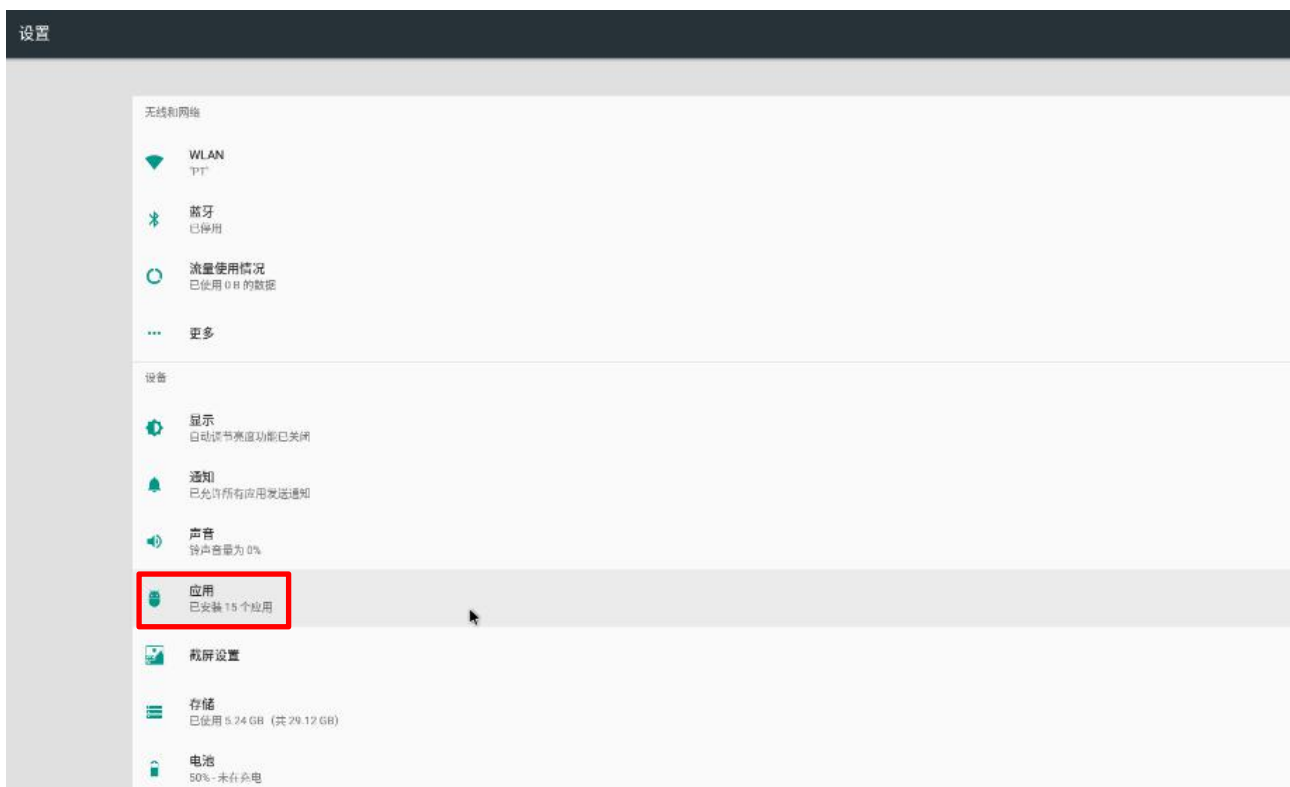 设置
无线和网络
WLAN
"PT"
蓝牙
已停用
流量使用情况
已使用 0 B 的数据
更多
设备
显示
自动调节亮度功能已关闭
通知
已允许所有应用发送通知
声音
铃声音量为 0%
应用
已安装 15 个应用
截屏设置
存储
已使用 5.24 GB（共 29.12 GB）
电池
50% - 未在充电